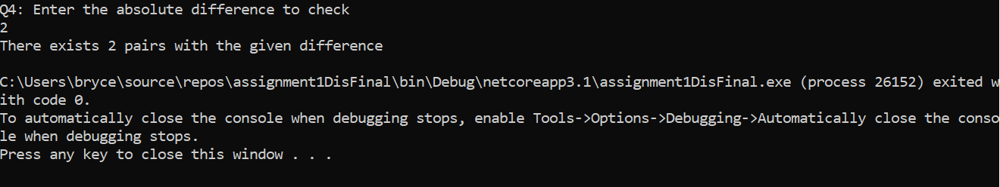 Q4: Enter the absolute difference to check
2
There exists 2 pairs with the given difference
C:\Users\bryce\source\repos\assignment1DisFinal\bin\Debug\netcoreapp3.1\assignment1DisFinal.exe (process 26152) exited w
ith code 0.
To automatically close the console when debugging stops, enable Tools->Options->Debugging->Automatically close the conso
le when debugging stops.
Press any key to close this window . . .